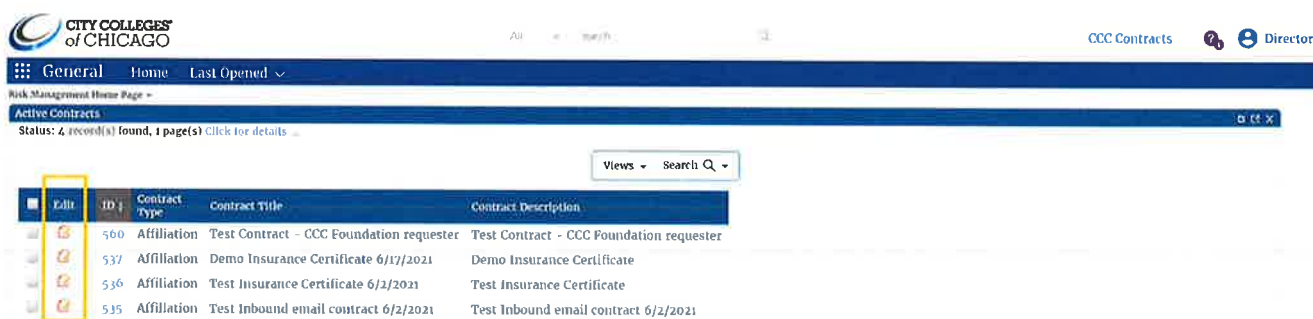 CITY COLLEGES®
of CHICAGO
All Search
CCC Contracts
Director
General Home Last Opened
Risk Management Home Page
Active Contracts
Status: 4 record(s) found, 1 page(s) Click for details
Views Search
Edit ID Contract Type Contract Title Contract Description
560 Affiliation Test Contract - CCC Foundation requester Test Contract - CCC Foundation requester
537 Affiliation Demo Insurance Certificate 6/17/2021 Demo Insurance Certificate
536 Affiliation Test Insurance Certificate 6/2/2021 Test Insurance Certificate
535 Affiliation Test Inbound email contract 6/2/2021 Test Inbound email contract 6/2/2021